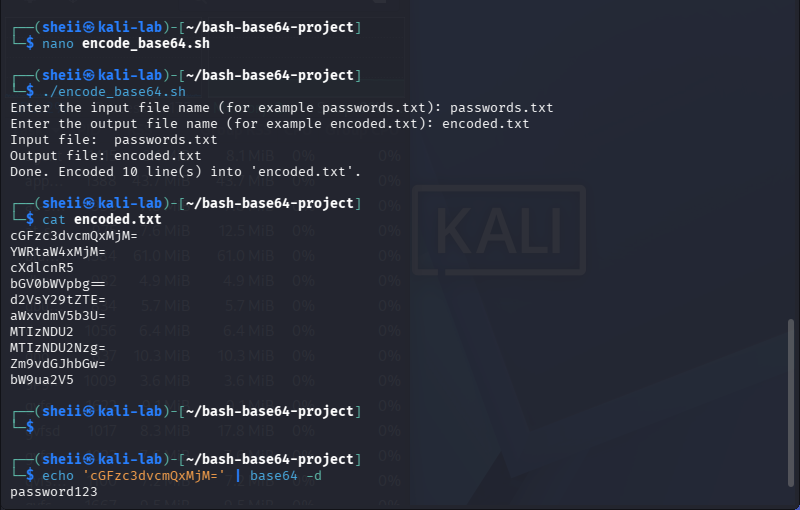 ┌──(sheii㉿kali-lab)-[~/bash-base64-project]
└─$ nano encode_base64.sh
┌──(sheii㉿kali-lab)-[~/bash-base64-project]
└─$ ./encode_base64.sh
Enter the input file name (for example passwords.txt): passwords.txt
Enter the output file name (for example encoded.txt): encoded.txt
Input file:  passwords.txt
Output file: encoded.txt
Done. Encoded 10 line(s) into 'encoded.txt'.
┌──(sheii㉿kali-lab)-[~/bash-base64-project]
└─$ cat encoded.txt
cGFzc3dvcmQxMjM=
YWRtaW4xMjM=
cXdlcnR5
bGV0bWVpbg==
d2VsY29tZTE=
aWxvdmV5b3U=
MTIzNDU2
MTIzNDU2Nzg=
Zm9vdGJhbGw=
bW9ua2V5
┌──(sheii㉿kali-lab)-[~/bash-base64-project]
└─$
┌──(sheii㉿kali-lab)-[~/bash-base64-project]
└─$ echo 'cGFzc3dvcmQxMjM=' | base64 -d
password123
KALI